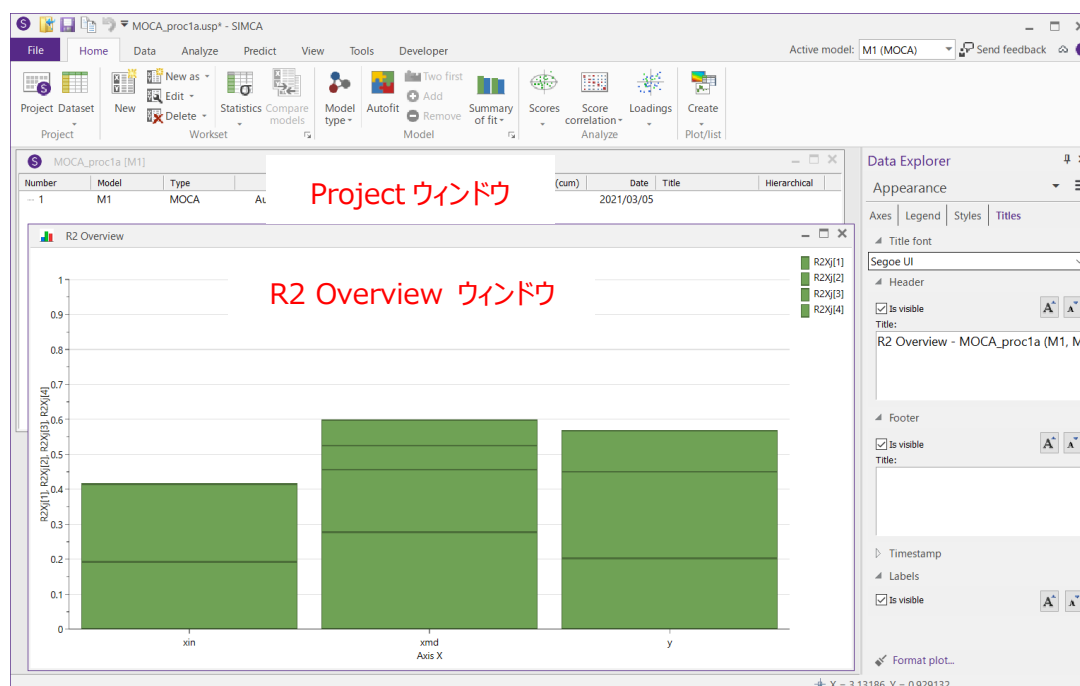 MOCA_proc1a.usp* - SIMCA
File Home Data Analyze Predict View Tools Developer Active model: M1 (MOCA) Send feedback
New as
Two first
Edit
Add
Project Dataset New Statistics Compare models Model type Autofit Summary of fit Scores Score correlation Loadings Create
Delete
Remove
Project Workset Model Analyze Plot/list
MOCA_proc1a [M1]
Number Model Type (cum) Date Title Hierarchical
1 M1 MOCA 2021/03/05
Project ウィンドウ
R2 Overview
R2 Overview ウィンドウ
R2Xj[1]
R2Xj[2]
R2Xj[3]
R2Xj[4]
R2Xj[1], R2Xj[2], R2Xj[3], R2Xj[4]
1
0.9
0.8
0.7
0.6
0.5
0.4
0.3
0.2
0.1
0
xin xmd y
Axis X
Data Explorer
Appearance
Axes Legend Styles Titles
Title font
Segoe UI
Header
Is visible
Title:
R2 Overview - MOCA_proc1a (M1, M
Footer
Is visible
Title:
Timestamp
Labels
Is visible
Format plot...
X = 3.13186, Y = 0.929132